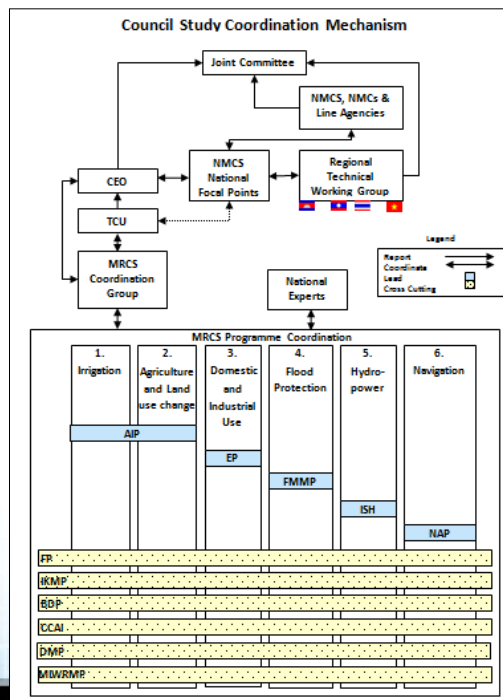 Council Study Coordination Mechanism
Joint Committee
NMCS, NMCs &
Line Agencies
CEO
NMCS
National
Focal Points
Regional
Technical
Working Group
TCU
MRCS
Coordination
Group
National
Experts
Legend
Report
Coordinate
Lead
Cross Cutting
MRCS Programme Coordination
1.
Irrigation
2.
Agriculture
and Land
use change
3.
Domestic
and
Industrial
Use
4.
Flood
Protection
5.
Hydro-
power
6.
Navigation
AIP
EP
FMMP
ISH
NAP
FP
IKMP
BDP
CCAI
DMP
MIWRMP